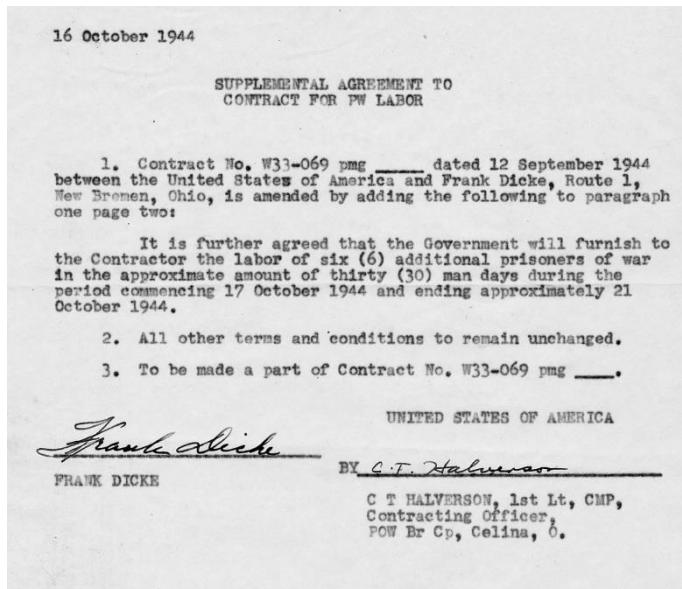 16 October 1944
SUPPLEMENTAL AGREEMENT TO
CONTRACT FOR PW LABOR
1. Contract No. W33-069 pmg _____ dated 12 September 1944
between the United States of America and Frank Dicke, Route 1,
New Bremen, Ohio, is amended by adding the following to paragraph
one page two:
It is further agreed that the Government will furnish to
the Contractor the labor of six (6) additional prisoners of war
in the approximate amount of thirty (30) man days during the
period commencing 17 October 1944 and ending approximately 21
October 1944.
2. All other terms and conditions to remain unchanged.
3. To be made a part of Contract No. W33-069 pmg ____.
UNITED STATES OF AMERICA
Frank Dicke
FRANK DICKE
BY C. T. Halverson
C T HALVERSON, 1st Lt, CMP,
Contracting Officer,
POW Br Cp, Celina, O.